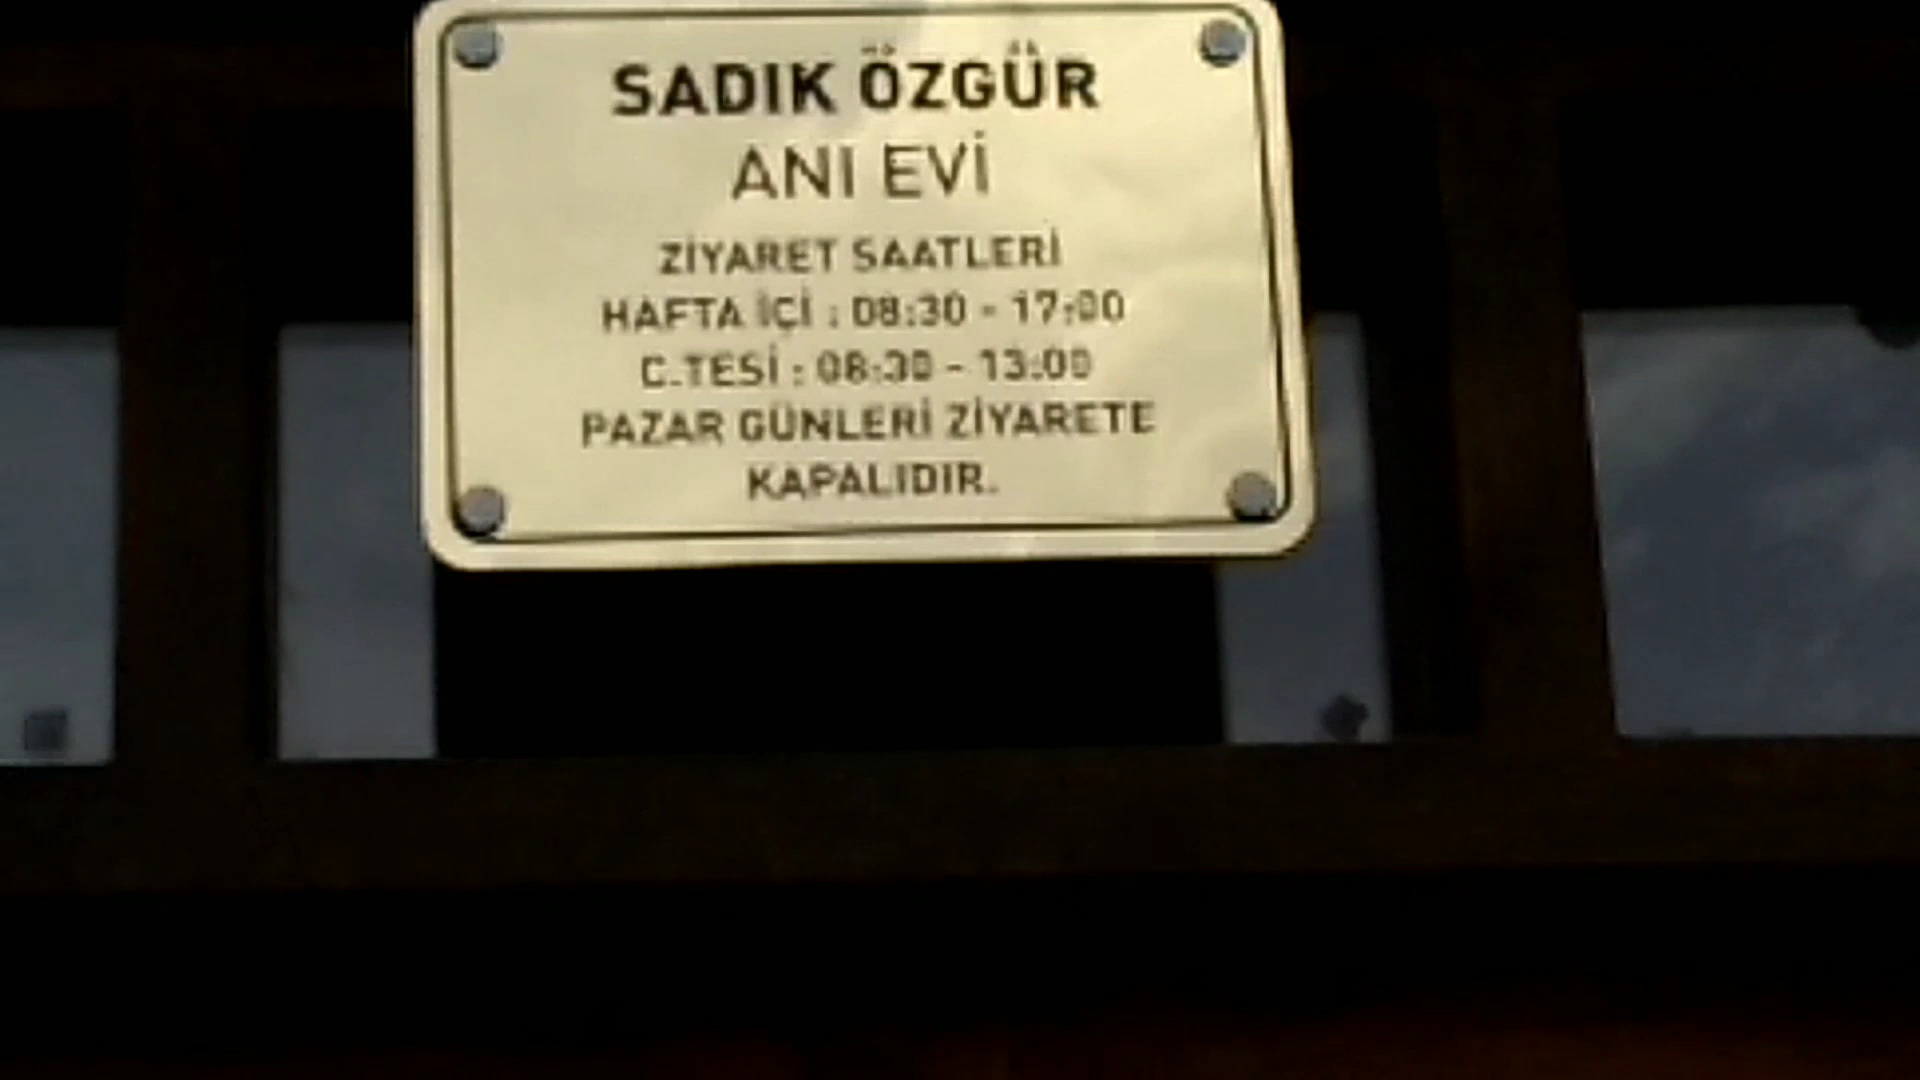 SADIK ÖZGÜR
ANI EVİ
ZİYARET SAATLERİ
HAFTA İÇİ : 08:30 - 17:00
C.TESİ : 08:30 - 13:00
PAZAR GÜNLERİ ZİYARETE
KAPALIDIR.